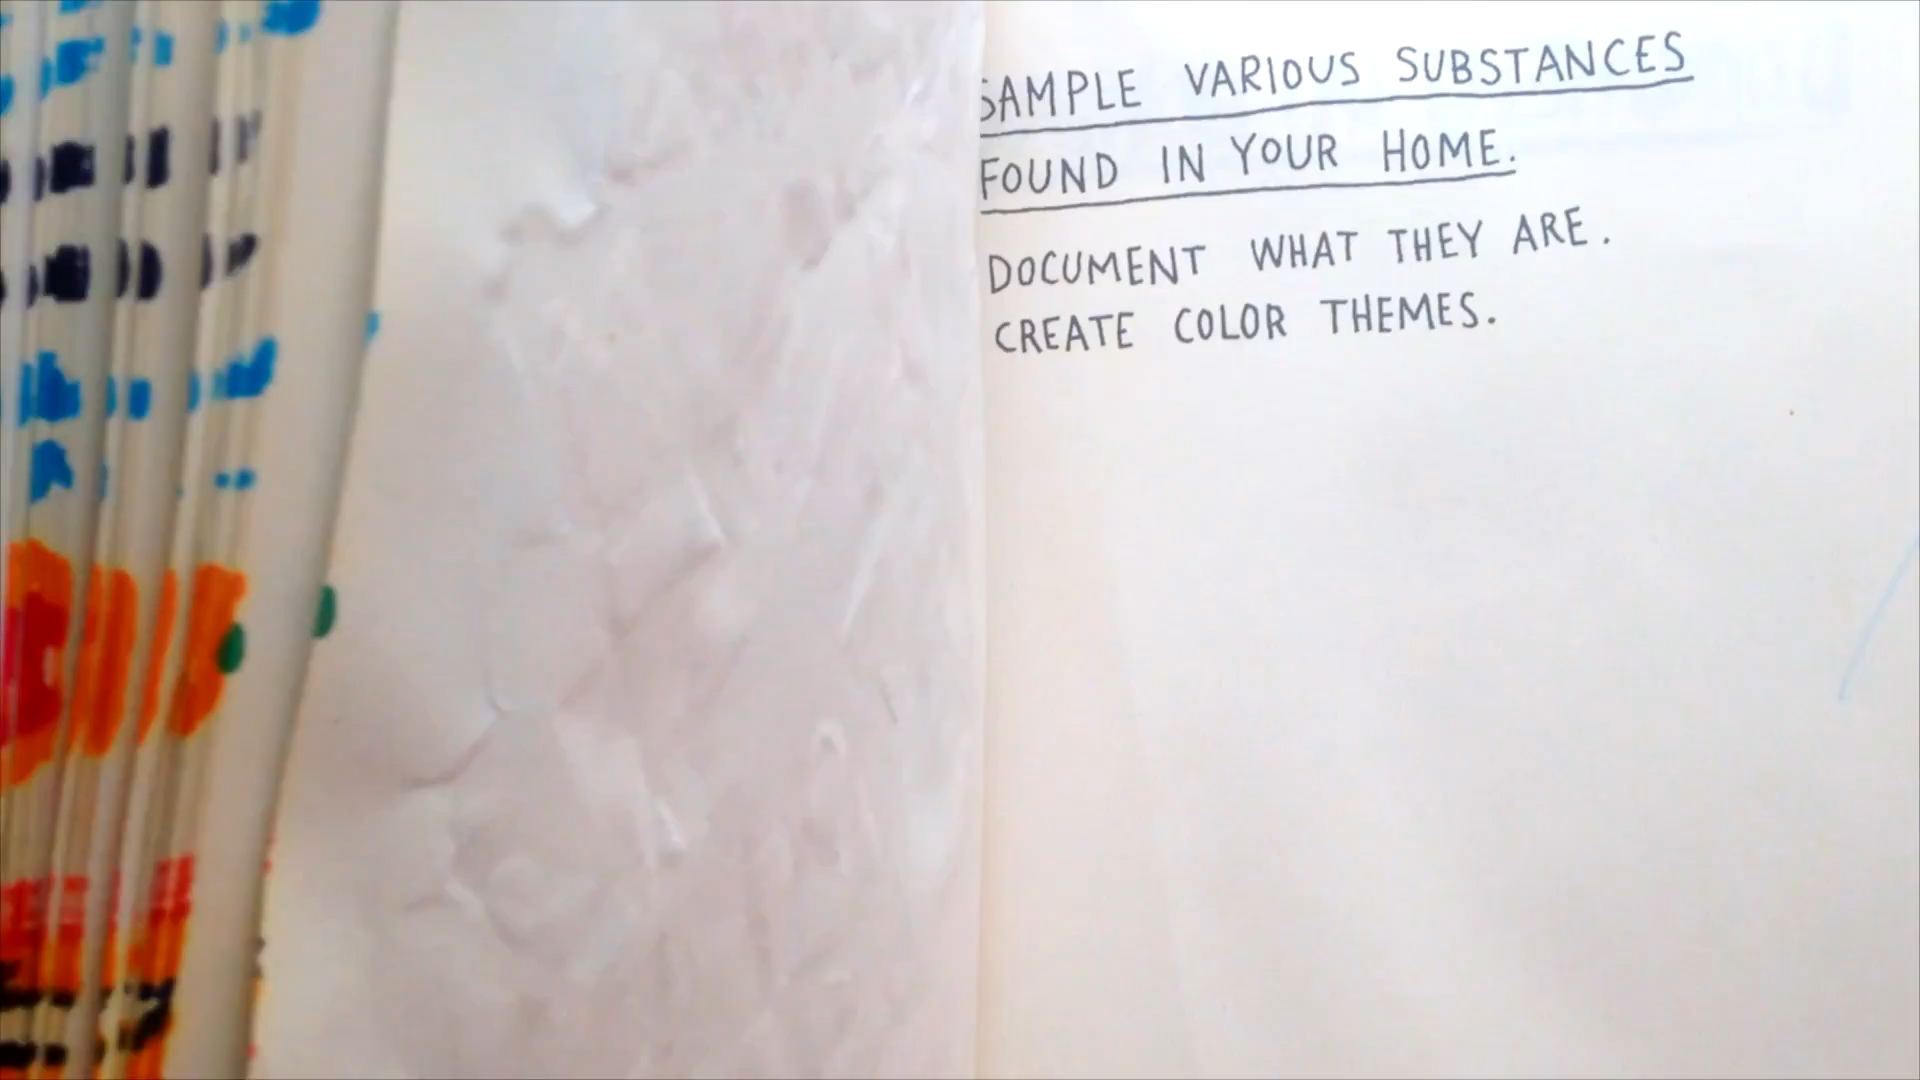 SAMPLE VARIOUS SUBSTANCES
FOUND IN YOUR HOME.
DOCUMENT WHAT THEY ARE.
CREATE COLOR THEMES.